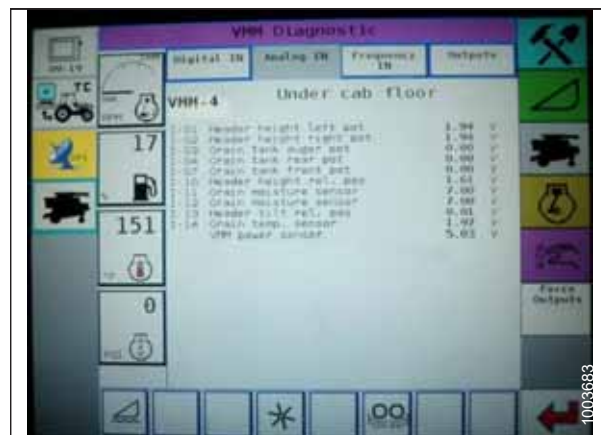 VMM Diagnostic
Digital IN
Analog IN
Frequency IN
Outputs
VMM-4
Under cab floor
Header height left pot 1.94 V
Header height right pot 1.94 V
Grain Tank auger pot 0.00 V
Grain tank rear pot 0.00 V
Grain tank front pot 0.00 V
Header height rel. pos 1.61 V
Grain moisture sensor 7.00 V
Grain moisture sensor 7.00 V
Header tilt rel. pos 0.01 V
Grain temp. sensor V
VMM power sensor 5.03 V
TC
17
151
0
Force Outputs
1003683